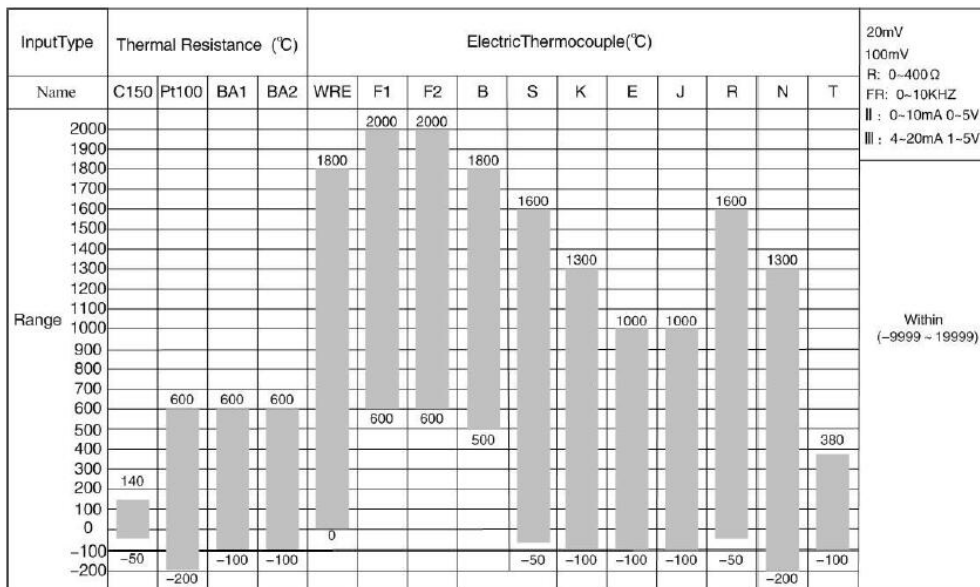 InputType Thermal Resistance (℃) ElectricThermocouple(℃)
20mV
100mV
R: 0~400Ω
FR: 0~10KHZ
Ⅱ: 0~10mA 0~5V
Ⅲ: 4~20mA 1~5V
Name C150 Pt100 BA1 BA2 WRE F1 F2 B S K E J R N T
Range
2000
1800
1700
1600
1500
1400
1300
1200
1100
1000
900
800
700
600
500
400
300
200
100
0
-100
-200
2000 2000
1800 1800
1600 1600
1300 1300
1000 1000
600 600 600
600 600
500
380
140
0
-50 -100 -100 -50 -100 -100 -100 -50 -100
-200 -200
Within
(-9999 ~ 19999)